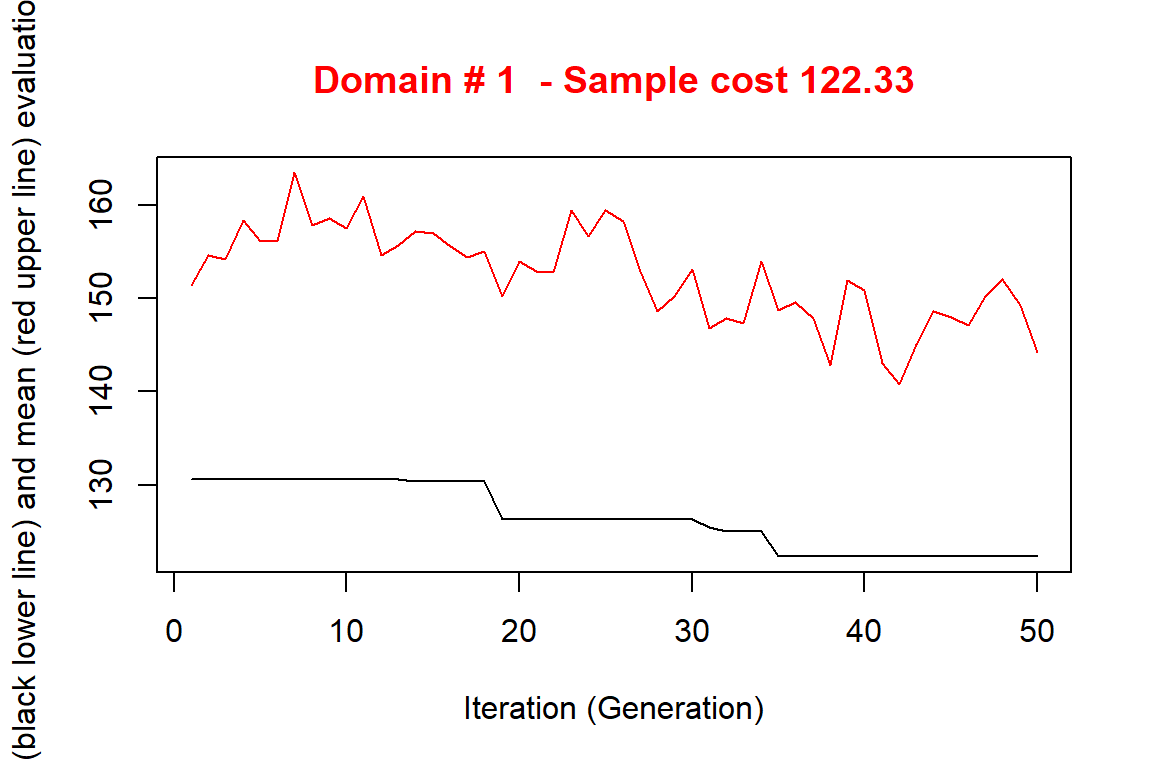 Domain # 1  - Sample cost 122.33
(black lower line) and mean (red upper line) evaluatio
160
150
140
130
0 10 20 30 40 50
Iteration (Generation)